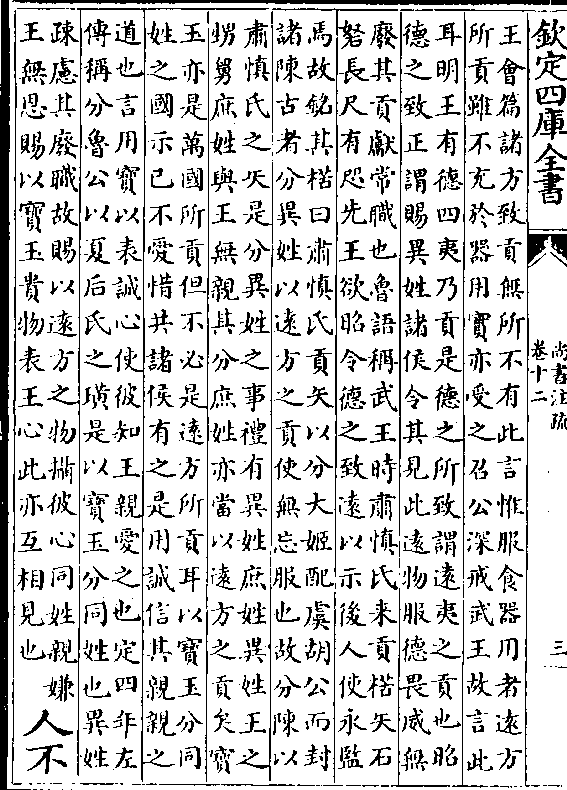 欽定四庫全書
尚書注疏
卷十二
三
王會篇諸方致貢無所不有此言惟服食器用者遠方
所貢雖不充於器用實亦受之召公深戒武王故言此
耳明王有德四夷乃貢是德之所致謂遠夷之貢也昭
德之致正謂賜異姓諸侯令其見此遠物服德畏威無
廢其貢獻常職也魯語稱武王時肅慎氏来貢楛矢石
砮長尺有咫先王欲昭令德之致遠以示後人使永監
焉故銘其楛曰肅慎氏貢矢以分大姬配虞胡公而封
諸陳古者分異姓以遠方之貢使無忘服也故分陳以
肅慎氏之矢是分異姓之事禮有異姓庶姓異姓王之
甥舅庶姓與王無親其分庶姓亦當以遠方之貢矣寳
玉亦是萬國所貢但不必是遠方所貢耳以寳玉分同
姓之國示已不愛惜共諸侯有之是用誠信其親親之
道也言用寳以表誠心使彼知王親愛之也定四年左
傳稱分魯公以夏后氏之璜是以寳玉分同姓也異姓
疎慮其廢職故賜以遠方之物攝彼心同姓親嫌
王無恩賜以寳玉貴物表王心此亦互相見也
人不